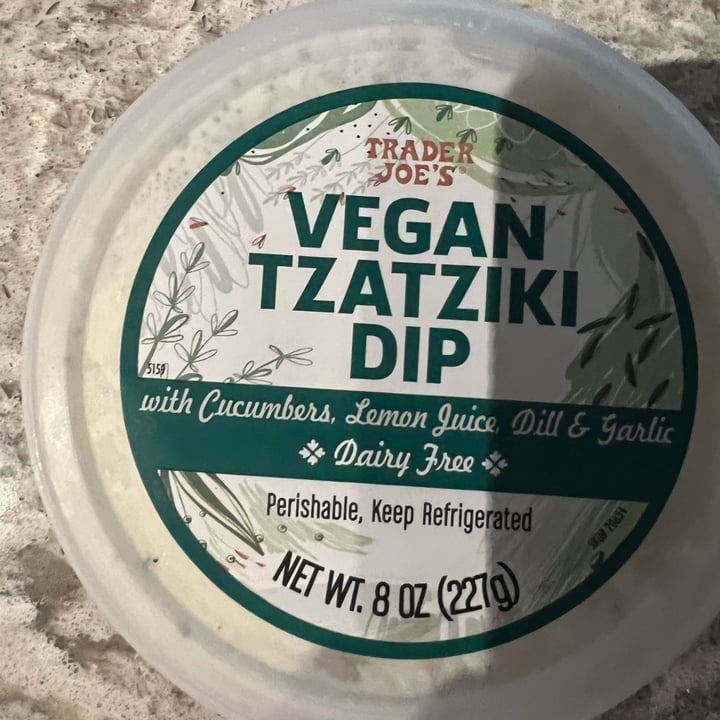 TRADER
JOE'S
VEGAN
TZATZIKI
DIP
5159
with Cucumbers, Lemon Juice, Dill & Garlic
Dairy Free
Perishable, Keep Refrigerated
NET WT. 8 OZ (227g)